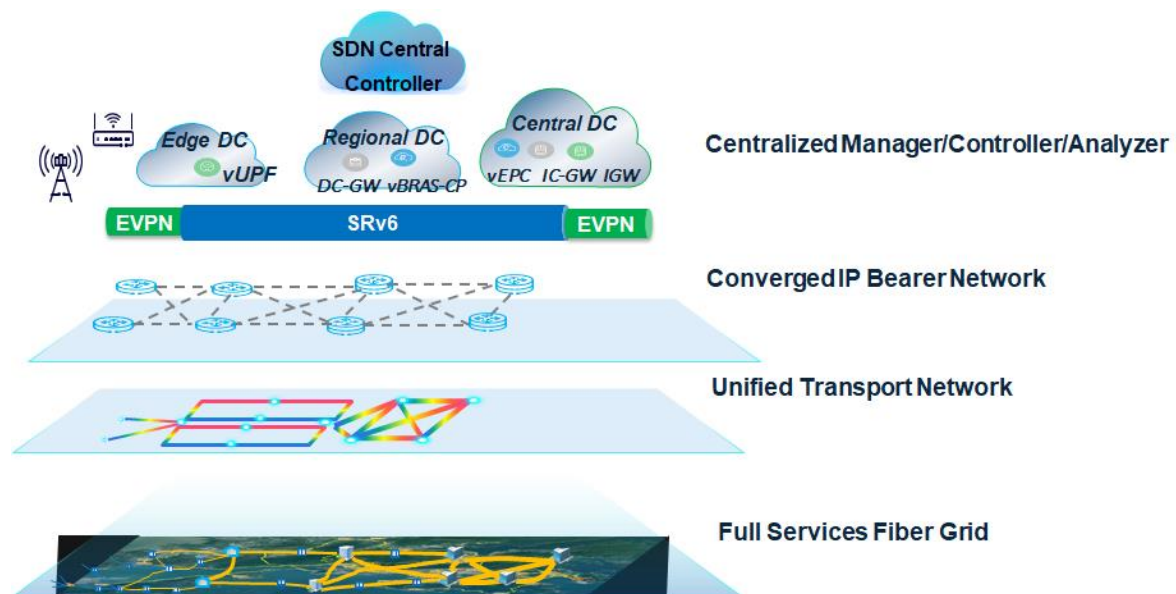 SDN Central
Controller
Edge DC
vUPF
Regional DC
DC-GW vBRAS-CP
Central DC
vEPC IC-GW IGW
Centralized Manager/Controller/Analyzer
EVPN SRv6 EVPN
Converged IP Bearer Network
Unified Transport Network
Full Services Fiber Grid